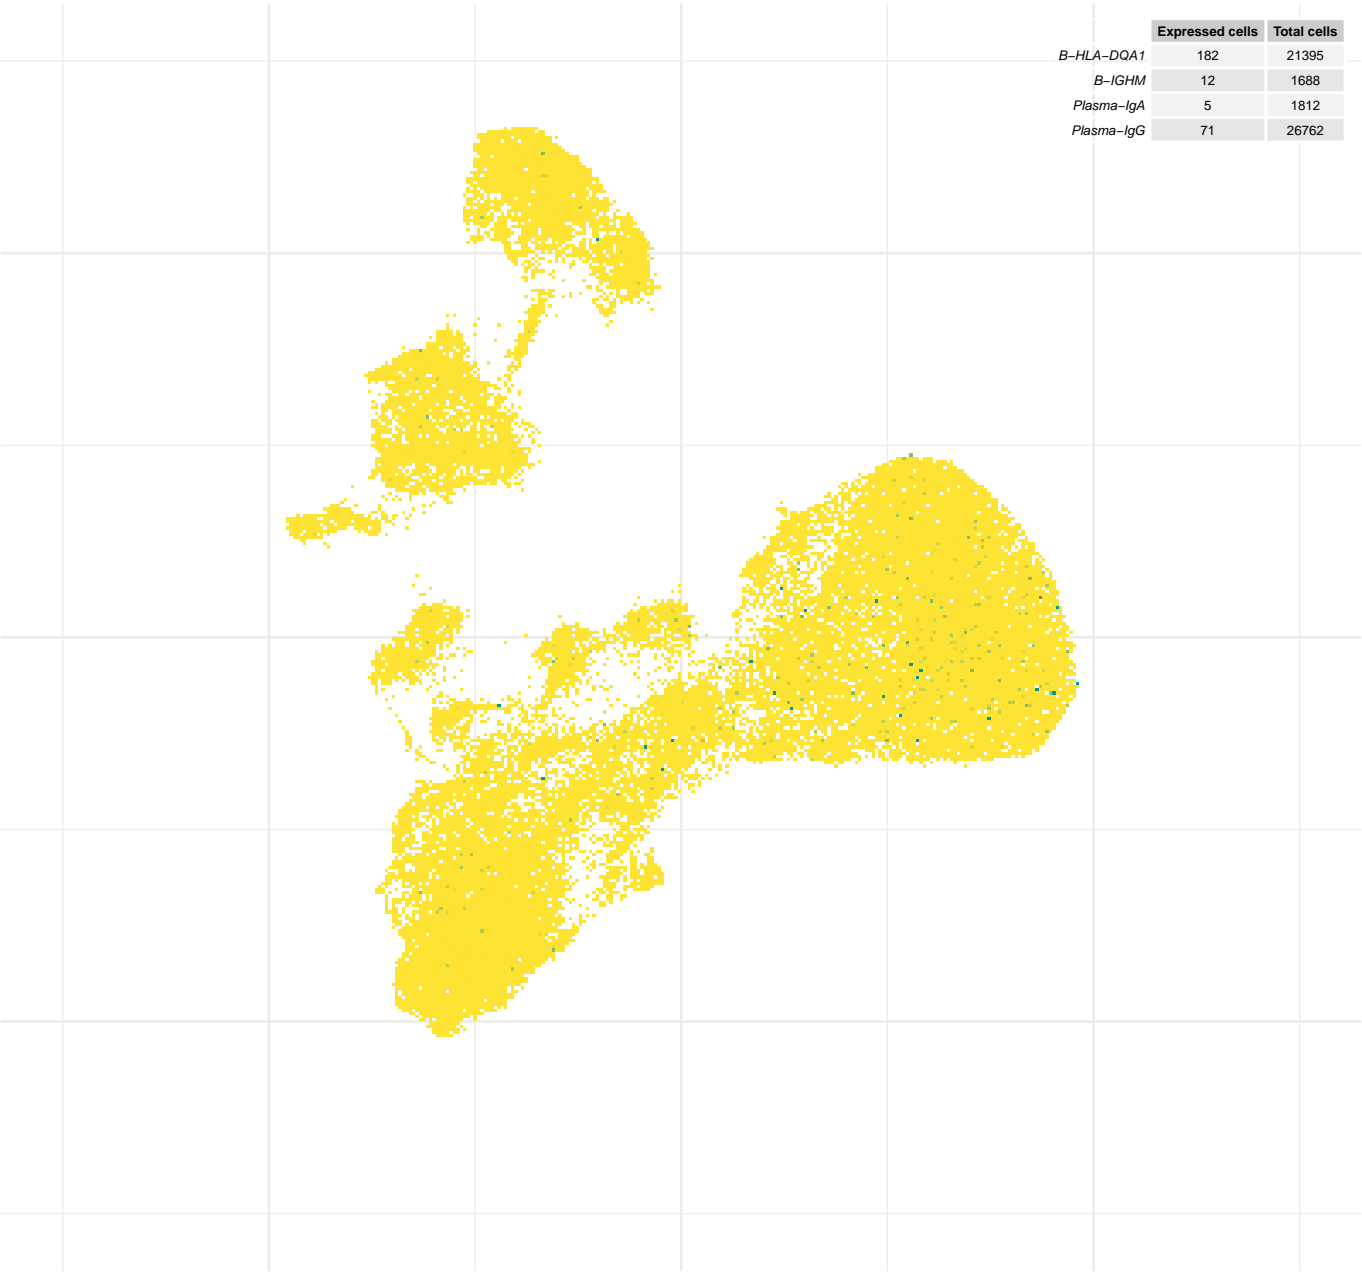 Expressed cells Total cells
B−HLA−DQA1 182 21395
B−IGHM 12 1688
Plasma−IgA 5 1812
Plasma−IgG 71 26762